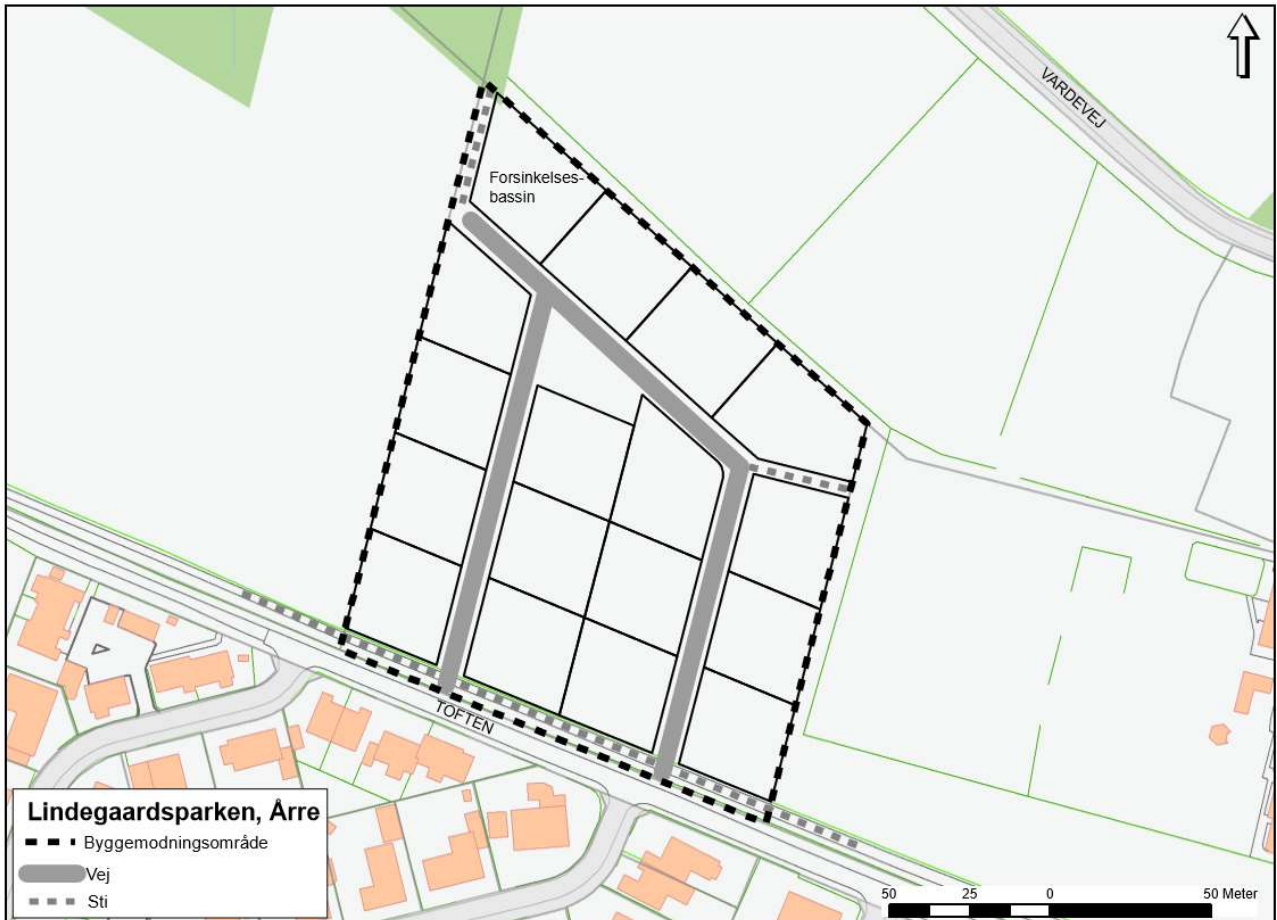 VARDEVEJ
Forsinkelses-
bassin
TOFTEN
Lindegaardsparken, Årre
Byggemodningsområde
Vej
Sti
50 25 0 50 Meter